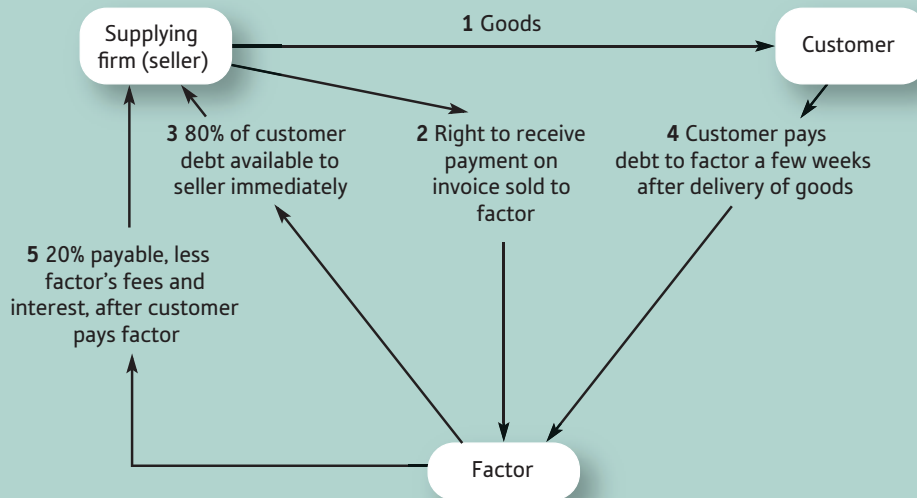 1 Goods
Supplying
firm (seller)
Customer
3 80% of customer
debt available to
seller immediately
2 Right to receive
payment on
invoice sold to
factor
4 Customer pays
debt to factor a few weeks
after delivery of goods
5 20% payable, less
factor’s fees and
interest, after customer
pays factor
Factor